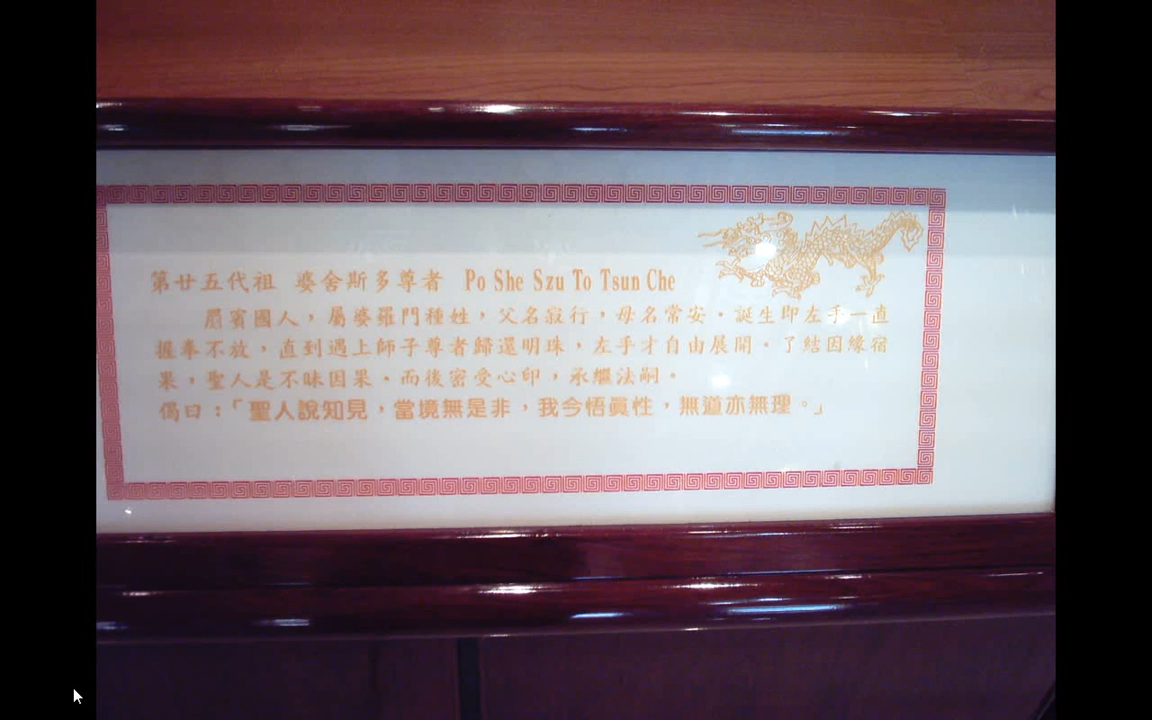 第廿五代祖 婆舍斯多尊者 Po She Szu To Tsun Che
罽賓國人，屬婆羅門種姓，父名寂行，母名常安。誕生即左手一直
握拳不放，直到遇上師子尊者歸還明珠，左手才自由展開。了結因緣宿
果，聖人是不昧因果。而後密受心印，承繼法嗣。
偈曰：「聖人說知見，當境無是非，我今悟眞性，無道亦無理。」